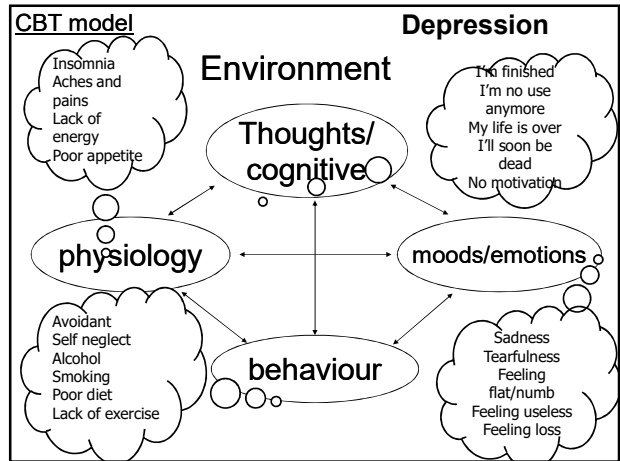 CBT model
Depression
Insomnia
Aches and
pains
Lack of
energy
Poor appetite
Environment
I'm finished
I'm no use
anymore
My life is over
I'll soon be
dead
No motivation
Thoughts/
cognitive
physiology
moods/emotions
Avoidant
Self neglect
Alcohol
Smoking
Poor diet
Lack of exercise
behaviour
Sadness
Tearfulness
Feeling
flat/numb
Feeling useless
Feeling loss